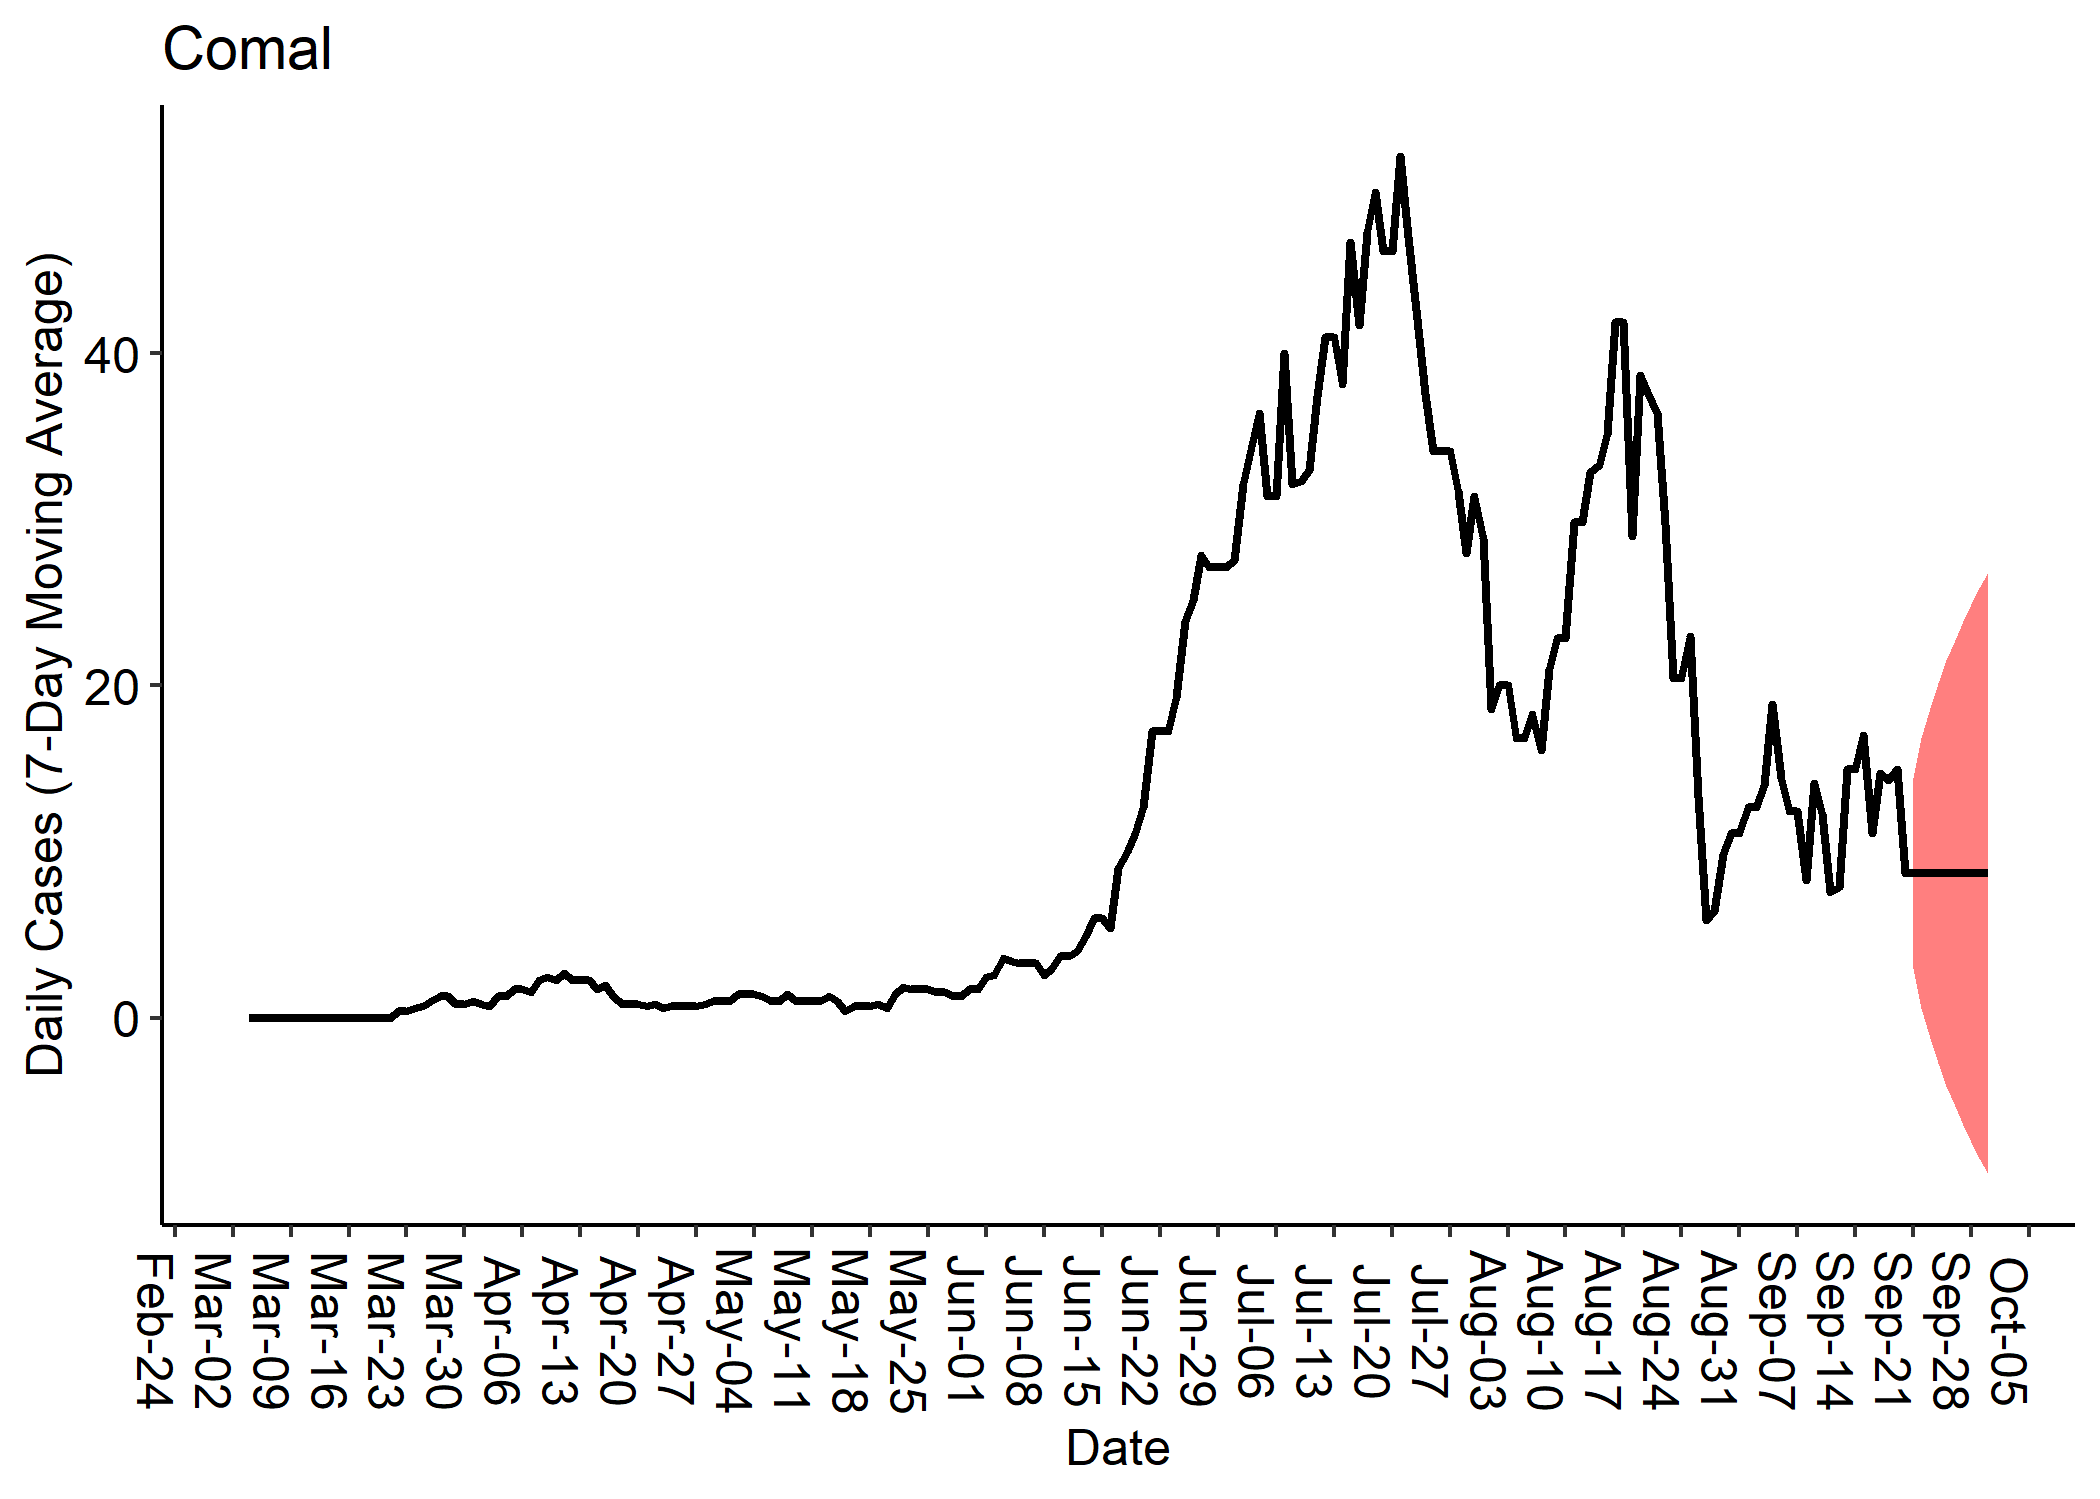 Comal
Daily Cases (7-Day Moving Average)
40
20
0
Feb-24
Mar-02
Mar-09
Mar-16
Mar-23
Mar-30
Apr-06
Apr-13
Apr-20
Apr-27
May-04
May-11
May-18
May-25
Jun-01
Jun-08
Jun-15
Jun-22
Jun-29
Jul-06
Jul-13
Jul-20
Jul-27
Aug-03
Aug-10
Aug-17
Aug-24
Aug-31
Sep-07
Sep-14
Sep-21
Sep-28
Oct-05
Date